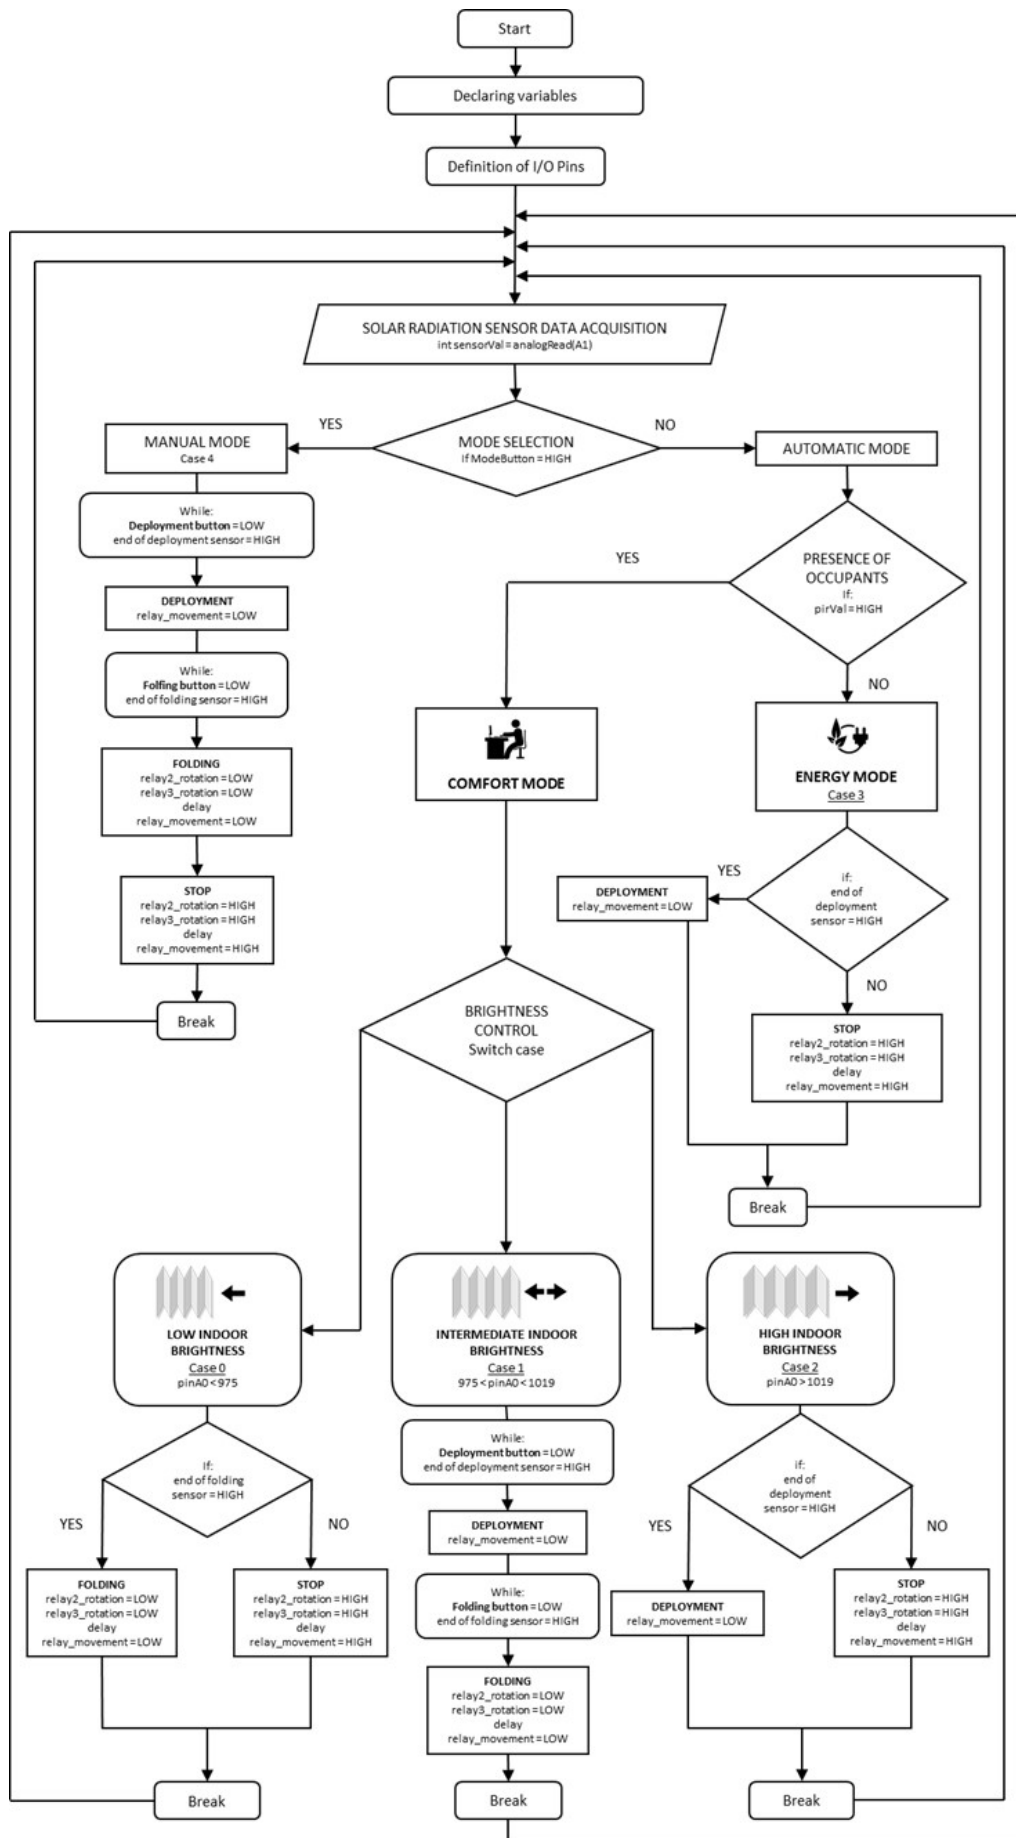 Start
Declaring variables
Definition of I/O Pins
SOLAR RADIATION SENSOR DATA ACQUISITION
int sensorVal=analogRead(A1)
YES
NO
MANUAL MODE
Case 4
MODE SELECTION
If ModeButton = HIGH
AUTOMATIC MODE
While:
Deployment button = LOW
end of deployment sensor = HIGH
DEPLOYMENT
relay_movement = LOW
While:
Folfing button = LOW
end of folding sensor = HIGH
FOLDING
relay2_rotation = LOW
relay3_rotation = LOW
delay
relay_movement = LOW
STOP
relay2_rotation = HIGH
relay3_rotation = HIGH
delay
relay_movement = HIGH
Break
YES
PRESENCE OF
OCCUPANTS
If:
pirVal = HIGH
NO
COMFORT MODE
ENERGY MODE
Case 3
YES
if:
end of
deployment
sensor = HIGH
DEPLOYMENT
relay_movement = LOW
NO
STOP
relay2_rotation = HIGH
relay3_rotation = HIGH
delay
relay_movement = HIGH
Break
BRIGHTNESS
CONTROL
Switch case
LOW INDOOR
BRIGHTNESS
Case 0
pinA0 < 975
If:
end of folding
sensor = HIGH
YES
NO
FOLDING
relay2_rotation = LOW
relay3_rotation = LOW
delay
relay_movement = LOW
STOP
relay2_rotation = HIGH
relay3_rotation = HIGH
delay
relay_movement = HIGH
Break
INTERMEDIATE INDOOR
BRIGHTNESS
Case 1
975 < pinA0 < 1019
While:
Deployment button = LOW
end of deployment sensor = HIGH
DEPLOYMENT
relay_movement = LOW
While:
Folding button = LOW
end of folding sensor = HIGH
FOLDING
relay2_rotation = LOW
relay3_rotation = LOW
delay
relay_movement = LOW
Break
HIGH INDOOR
BRIGHTNESS
Case 2
pinA0 > 1019
if:
end of
deployment
sensor = HIGH
YES
NO
DEPLOYMENT
relay_movement = LOW
STOP
relay2_rotation = HIGH
relay3_rotation = HIGH
delay
relay_movement = HIGH
Break